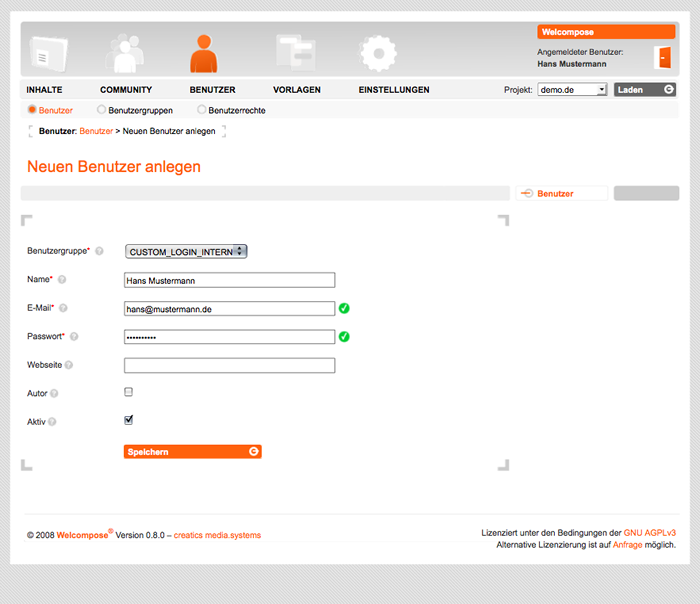 Welcompose
Angemeldeter Benutzer:
Hans Mustermann
INHALTE COMMUNITY BENUTZER VORLAGEN EINSTELLUNGEN Projekt: demo.de Laden
Benutzer Benutzergruppen Benutzerrechte
Benutzer: Benutzer > Neuen Benutzer anlegen
Neuen Benutzer anlegen
Benutzer
Benutzergruppe* ? CUSTOM_LOGIN_INTERN
Name* ? Hans Mustermann
E-Mail* ? hans@mustermann.de
Passwort* ? ••••••••••
Webseite ?
Autor ?
Aktiv ?
Speichern
© 2008 Welcompose® Version 0.8.0 – creatics media.systems
Lizenziert unter den Bedingungen der GNU AGPLv3
Alternative Lizenzierung ist auf Anfrage möglich.